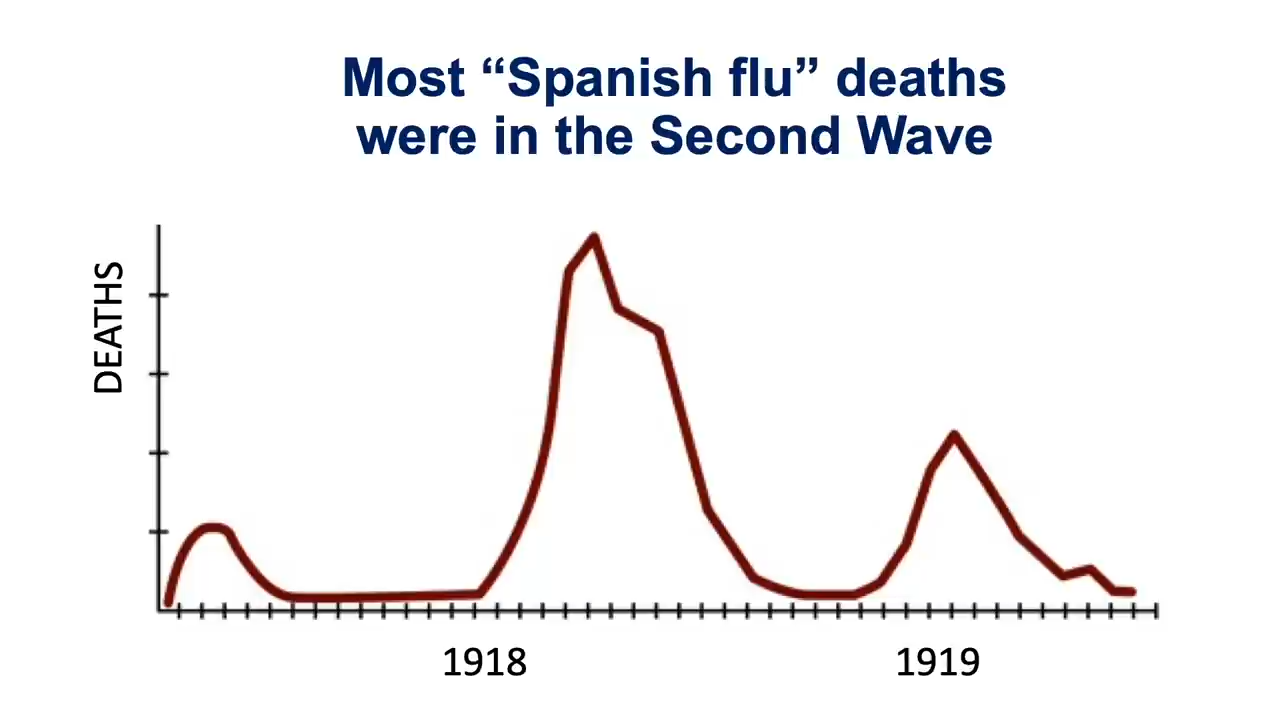 Most “Spanish flu” deaths
were in the Second Wave
DEATHS
1918
1919